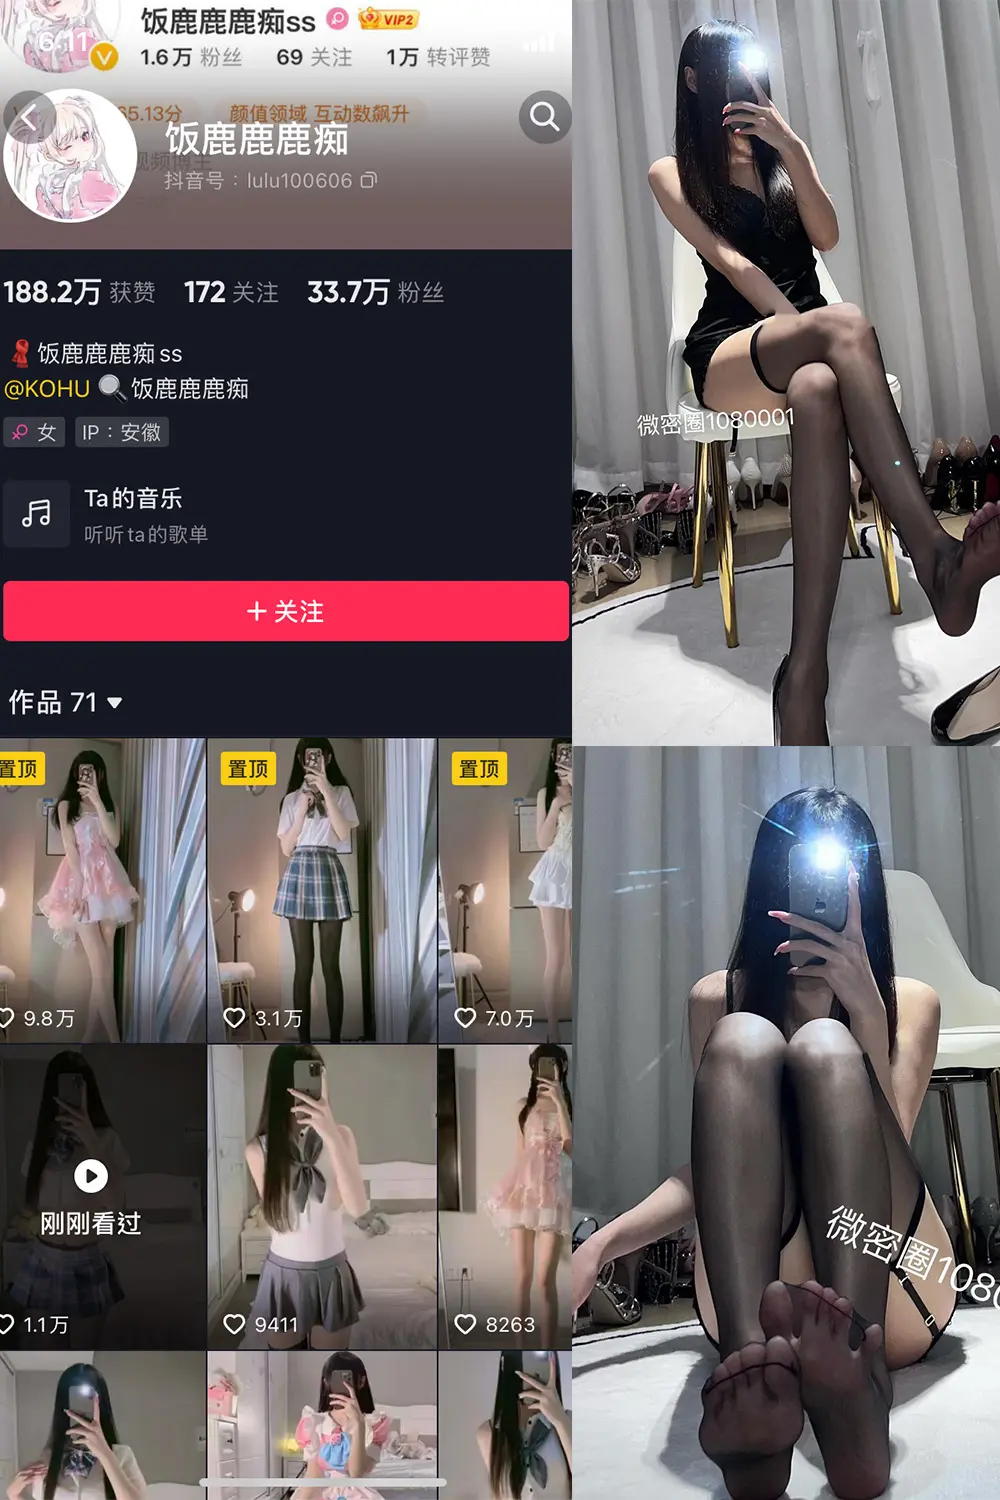 饭鹿鹿鹿痴ss VIP2
1.6万 粉丝 69 关注 1万 转评赞
6:11
65.13分 颜值领域 互动数飙升
饭鹿鹿鹿痴
视频博主
抖音号：lulu100606
188.2万 获赞 172 关注 33.7万 粉丝
饭鹿鹿鹿痴ss
@KOHU 饭鹿鹿鹿痴
女 IP：安徽
Ta的音乐
听听ta的歌单
+ 关注
作品 71
置顶 置顶 置顶
9.8万 3.1万 7.0万
刚刚看过
1.1万 9411 8263
微密圈1080001
微密圈1080